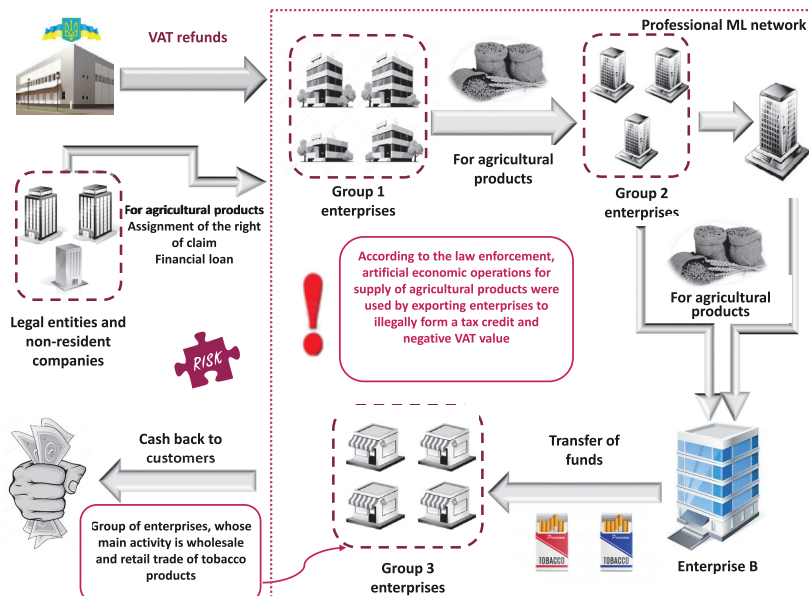 VAT refunds
Professional ML network
For agricultural
products
Group 1
enterprises
Group 2
enterprises
For agricultural products
Assignment of the right
of claim
Financial loan
Legal entities and
non-resident
companies
According to the law enforcement,
artificial economic operations for
supply of agricultural products were
used by exporting enterprises to
illegally form a tax credit and
negative VAT value
For agricultural
products
RISK
Cash back to
customers
Transfer of
funds
Group of enterprises, whose
main activity is wholesale
and retail trade of tobacco
products
Premium
TOBACCO
Premium
TOBACCO
Group 3
enterprises
Enterprise B